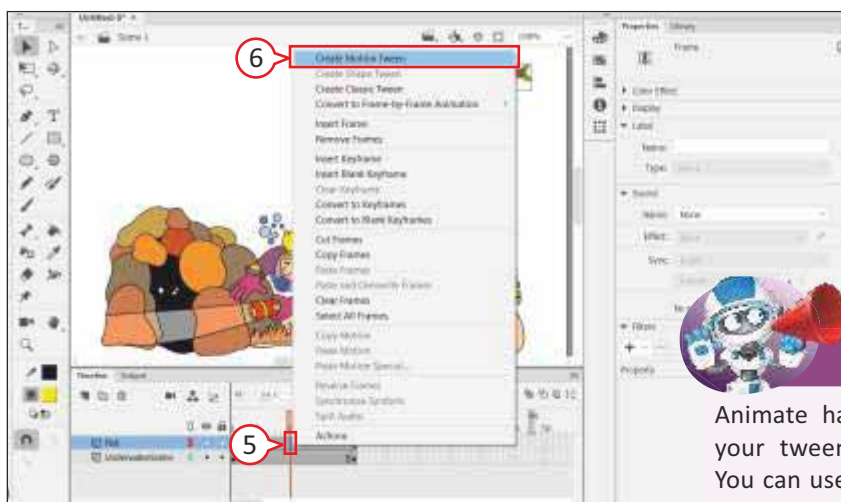 Untitled-5* ×
Scene 1
Properties Library
Frame
6
Create Motion Tween
Create Shape Tween
Create Classic Tween
Convert to Frame-by-Frame Animation
Insert Frame
Remove Frames
Insert Keyframe
Insert Blank Keyframe
Clear Keyframe
Convert to Keyframes
Convert to Blank Keyframes
Cut Frames
Copy Frames
Paste Frames
Paste and Overwrite Frames
Clear Frames
Select All Frames
Copy Motion
Paste Motion
Paste Motion Special...
Reverse Frames
Synchronize Symbols
Split Audio
Actions
Color Effect
Display
Label
Name:
Type:
Sound
Name: None
Effect:
Sync:
Filters
Property
Timeline Output
5
Animate ha
your tweer
You can use